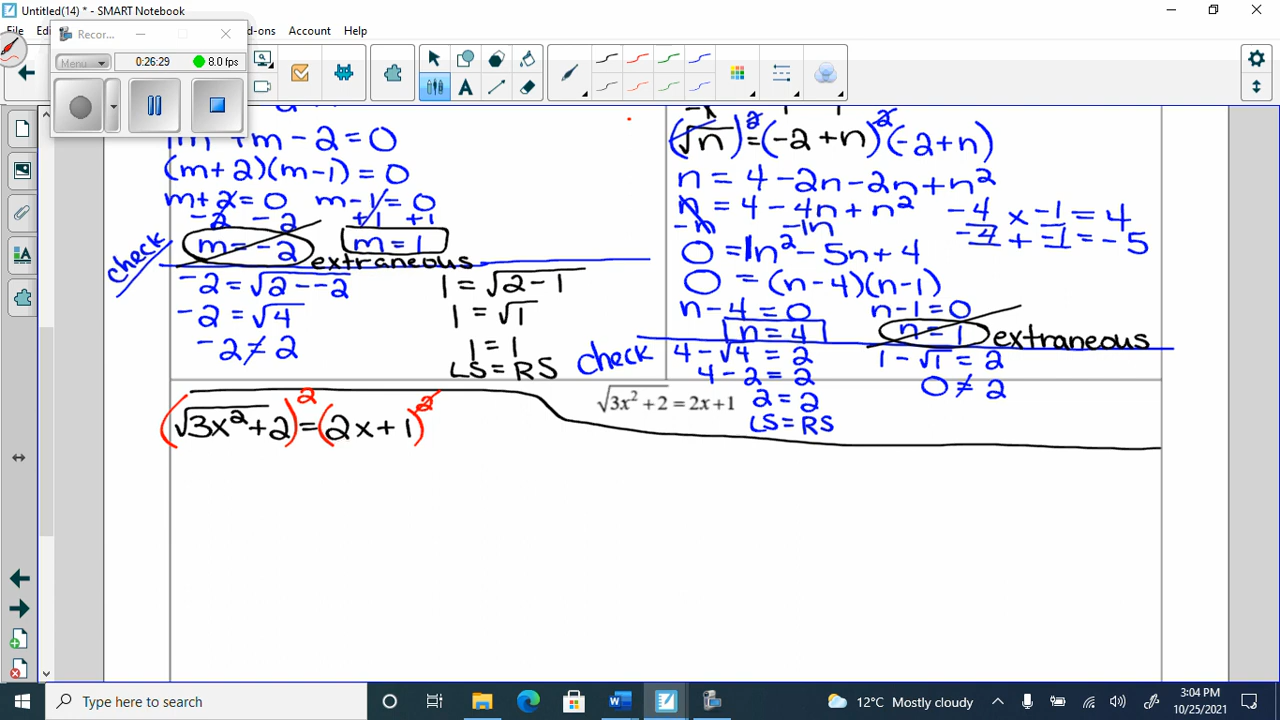 Untitled(14) * - SMART Notebook
Recor...
File
Account
Help
Menu
0:26:29
8.0 fps
m - 2 = 0
(m+2)(m-1) = 0
m+2=0 m-1=0
-2 -2 +1 +1
check
m = -2
m = 1
extraneous
-2 = √2--2
1 = √2-1
-2 = √4
1 = √1
-2 ≠ 2
1 = 1
LS = RS
(√n)² = (-2+n)² (-2+n)
n = 4 - 2n - 2n + n²
n = 4 - 4n + n²
-4 x -1 = 4
-n -1n
-4 + -1 = -5
0 = 1n² - 5n + 4
0 = (n-4)(n-1)
n - 4 = 0 n-1=0
n = 4
n = 1
extraneous
check
4 - √4 = 2
1 - √1 = 2
4 - 2 = 2
0 ≠ 2
2 = 2
LS = RS
√3x² + 2 = 2x + 1
(√3x²+2)² = (2x+1)²
Type here to search
12°C Mostly cloudy
3:04 PM
10/25/2021